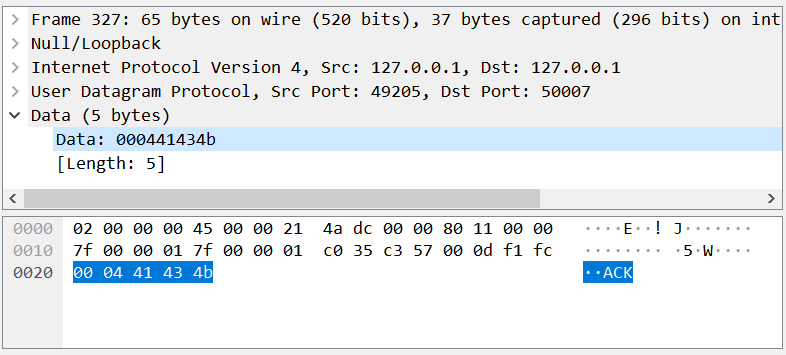 Frame 327: 65 bytes on wire (520 bits), 37 bytes captured (296 bits) on int
Null/Loopback
Internet Protocol Version 4, Src: 127.0.0.1, Dst: 127.0.0.1
User Datagram Protocol, Src Port: 49205, Dst Port: 50007
Data (5 bytes)
Data: 000441434b
[Length: 5]
0000 02 00 00 00 45 00 00 21 4a dc 00 00 80 11 00 00 ····E··!J·······
0010 7f 00 00 01 7f 00 00 01 c0 35 c3 57 00 0d f1 fc ·········5·W····
0020 00 04 41 43 4b ··ACK